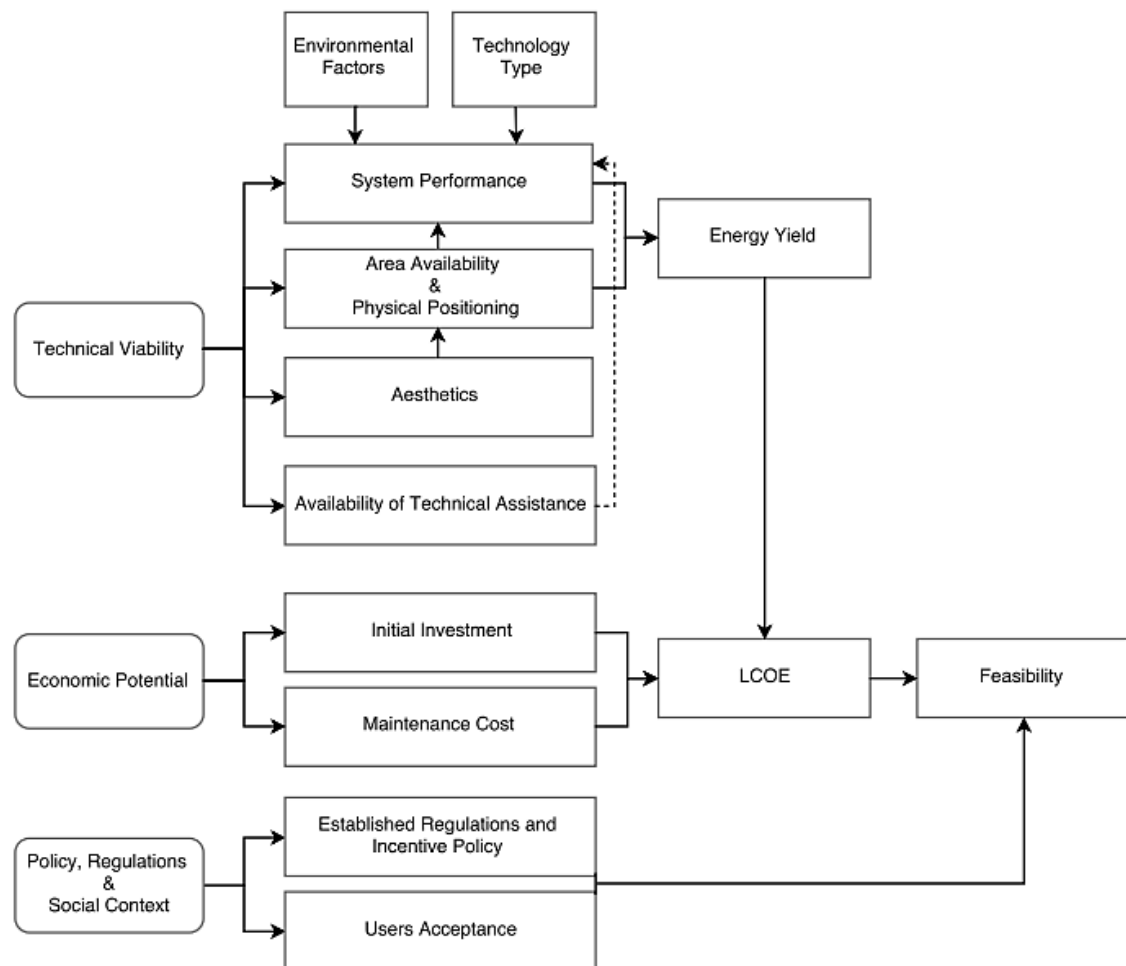 Environmental
Factors
Technology
Type
System Performance
Energy Yield
Area Availability
&
Physical Positioning
Technical Viability
Aesthetics
Availability of Technical Assistance
Initial Investment
Economic Potential
LCOE
Feasibility
Maintenance Cost
Established Regulations and
Incentive Policy
Policy, Regulations
&
Social Context
Users Acceptance